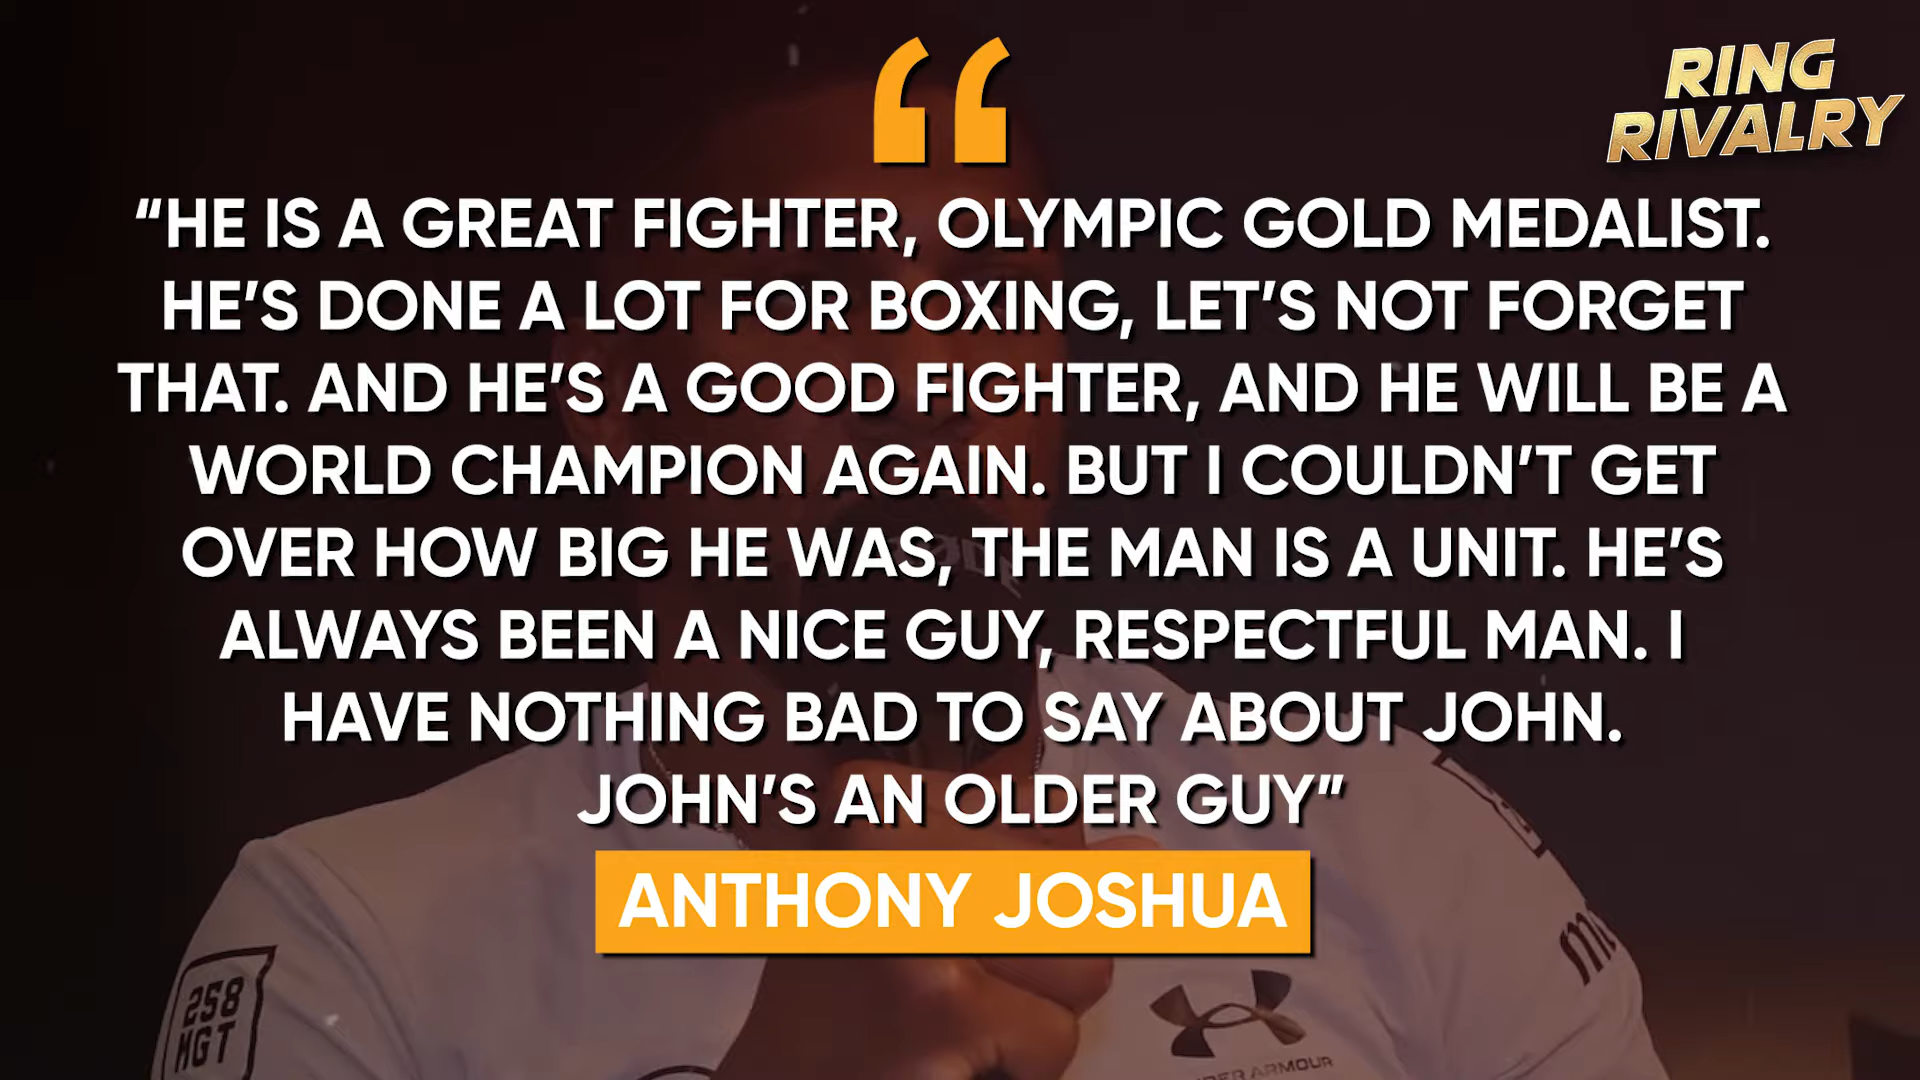 RING
RIVALRY
“HE IS A GREAT FIGHTER, OLYMPIC GOLD MEDALIST.
HE’S DONE A LOT FOR BOXING, LET’S NOT FORGET
THAT. AND HE’S A GOOD FIGHTER, AND HE WILL BE A
WORLD CHAMPION AGAIN. BUT I COULDN’T GET
OVER HOW BIG HE WAS, THE MAN IS A UNIT. HE’S
ALWAYS BEEN A NICE GUY, RESPECTFUL MAN. I
HAVE NOTHING BAD TO SAY ABOUT JOHN.
JOHN’S AN OLDER GUY”
ANTHONY JOSHUA
258
MGT
ARMOUR